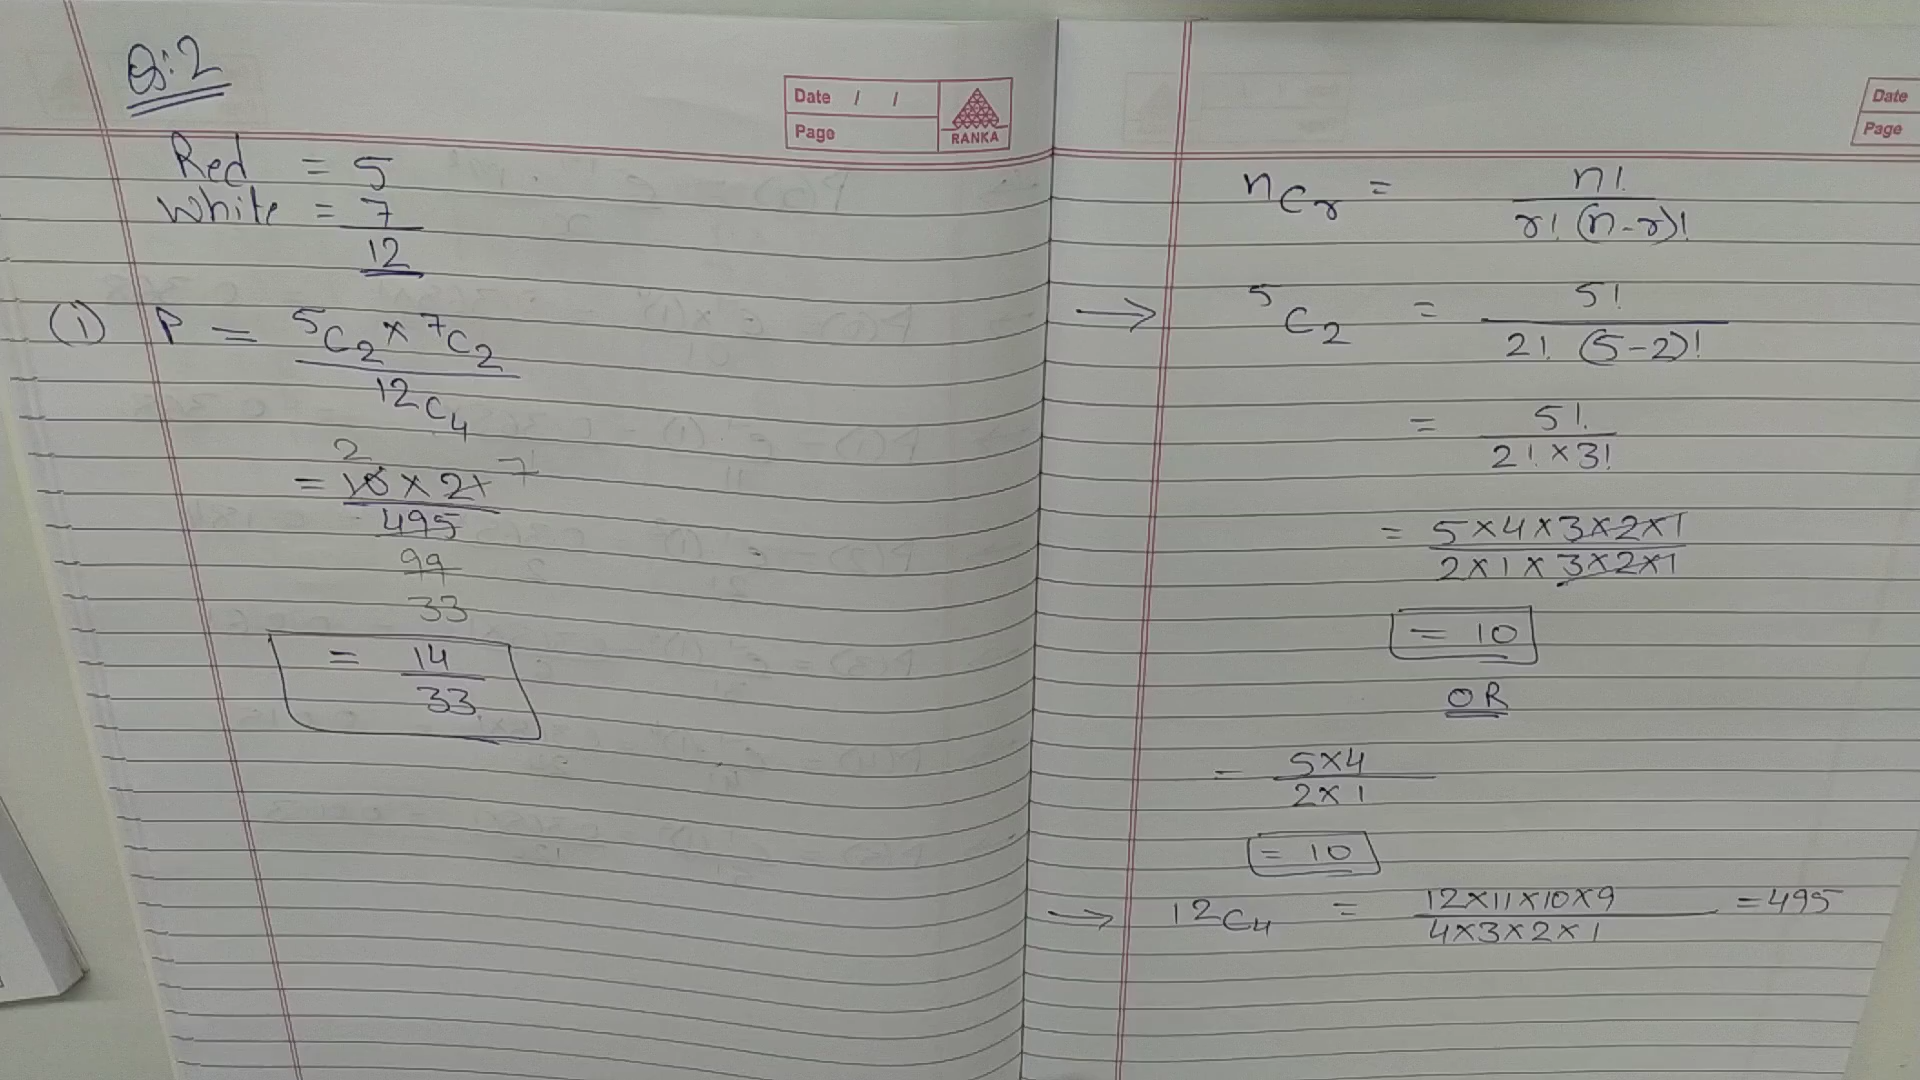 Q:2
Date / /
Page
RANKA
Red = 5
White = 7
12
(i) P = ⁵C₂ × ⁷C₂
¹²C₄
2 7
= 10 × 21
495
99
33
= 14
33
Date
Page
ⁿCᵣ = n!
r! (n-r)!
→ ⁵C₂ = 5!
2! (5-2)!
= 5!
2! × 3!
= 5×4×3×2×1
2×1×3×2×1
= 10
OR
= 5×4
2×1
= 10
→ ¹²C₄ = 12×11×10×9 = 495
4×3×2×1